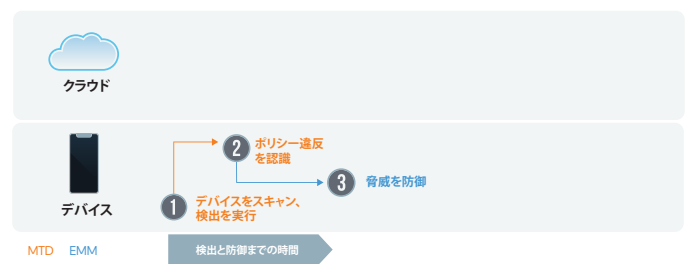 クラウド
2
ポリシー違反
を認識
3
脅威を防御
1
デバイスをスキャン、
検出を実行
デバイス
MTD
EMM
検出と防御までの時間